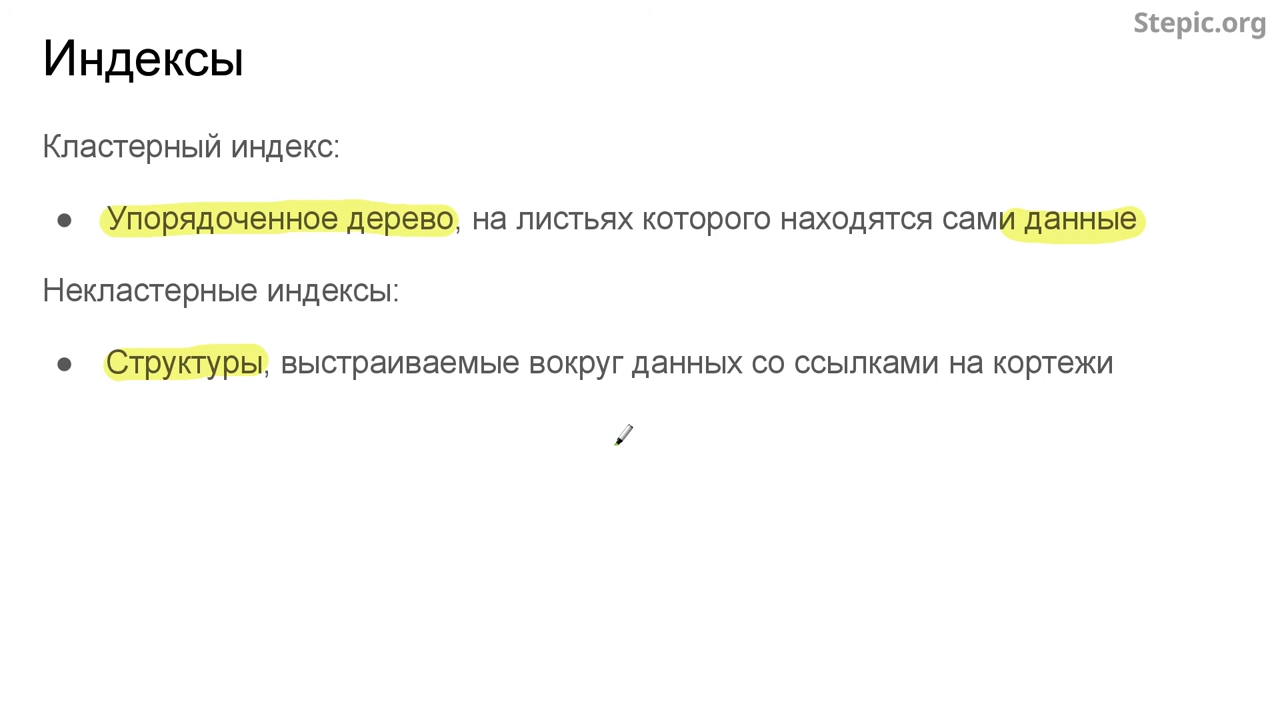 Stepic.org
Индексы
Кластерный индекс:
● Упорядоченное дерево, на листьях которого находятся сами данные
Некластерные индексы:
● Структуры, выстраиваемые вокруг данных со ссылками на кортежи